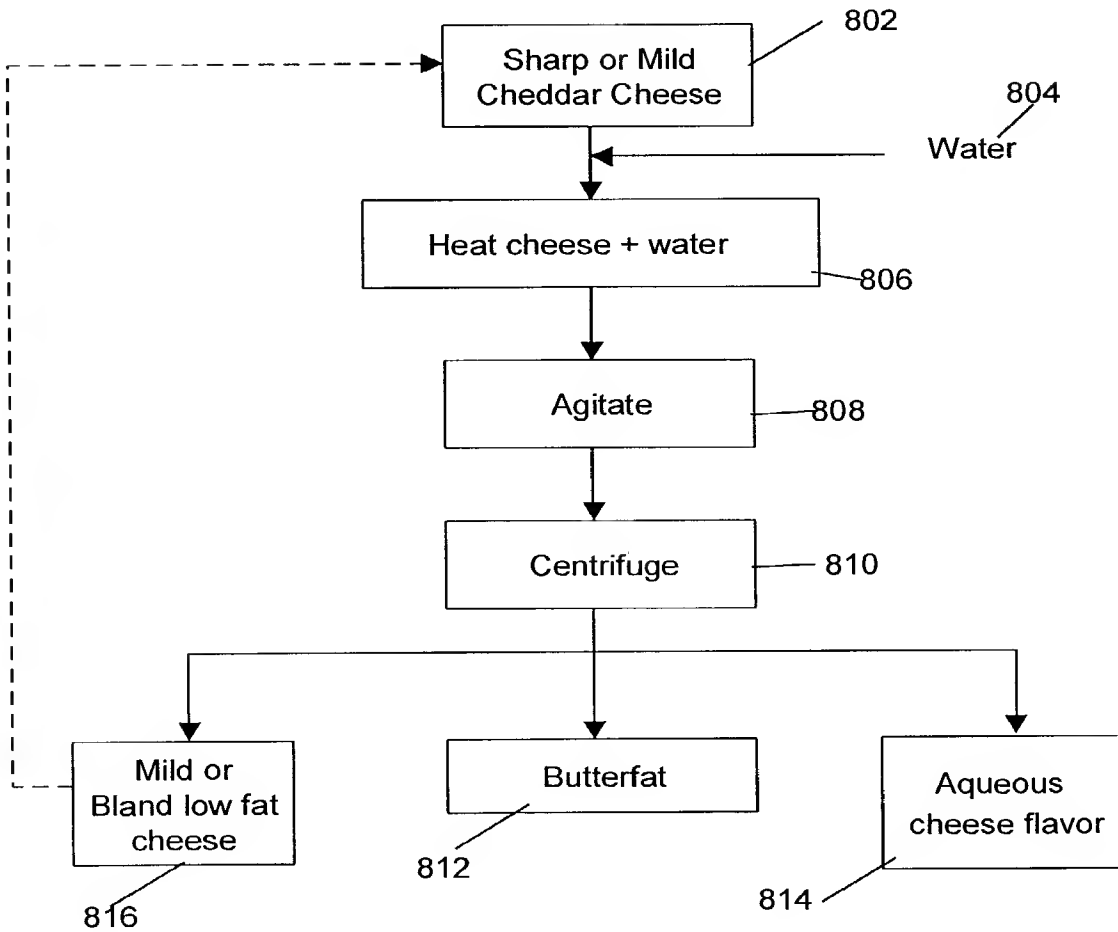 802
Sharp or Mild
Cheddar Cheese
804
Water
Heat cheese + water
806
Agitate
808
Centrifuge
810
Mild or
Bland low fat
cheese
Butterfat
Aqueous
cheese flavor
812
814
816